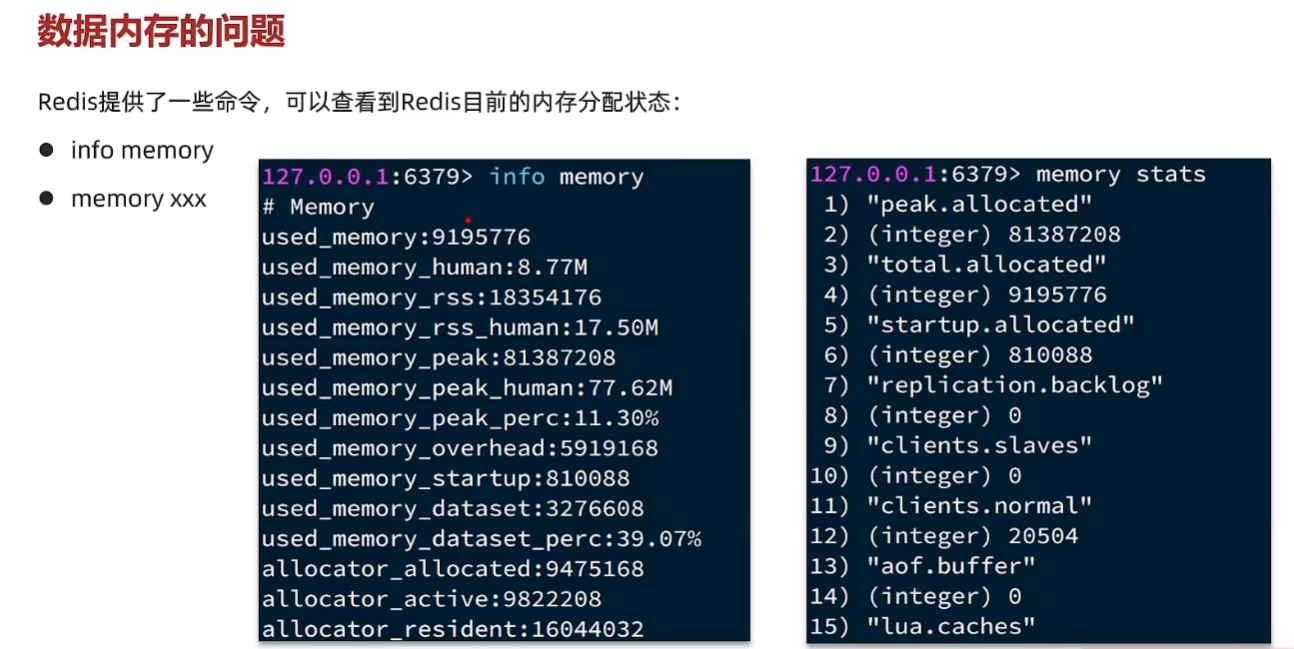 数据内存的问题
Redis提供了一些命令，可以查看到Redis目前的内存分配状态：
● info memory
● memory xxx
127.0.0.1:6379> info memory
# Memory
used_memory:9195776
used_memory_human:8.77M
used_memory_rss:18354176
used_memory_rss_human:17.50M
used_memory_peak:81387208
used_memory_peak_human:77.62M
used_memory_peak_perc:11.30%
used_memory_overhead:5919168
used_memory_startup:810088
used_memory_dataset:3276608
used_memory_dataset_perc:39.07%
allocator_allocated:9475168
allocator_active:9822208
allocator_resident:16044032
127.0.0.1:6379> memory stats
1) "peak.allocated"
2) (integer) 81387208
3) "total.allocated"
4) (integer) 9195776
5) "startup.allocated"
6) (integer) 810088
7) "replication.backlog"
8) (integer) 0
9) "clients.slaves"
10) (integer) 0
11) "clients.normal"
12) (integer) 20504
13) "aof.buffer"
14) (integer) 0
15) "lua.caches"